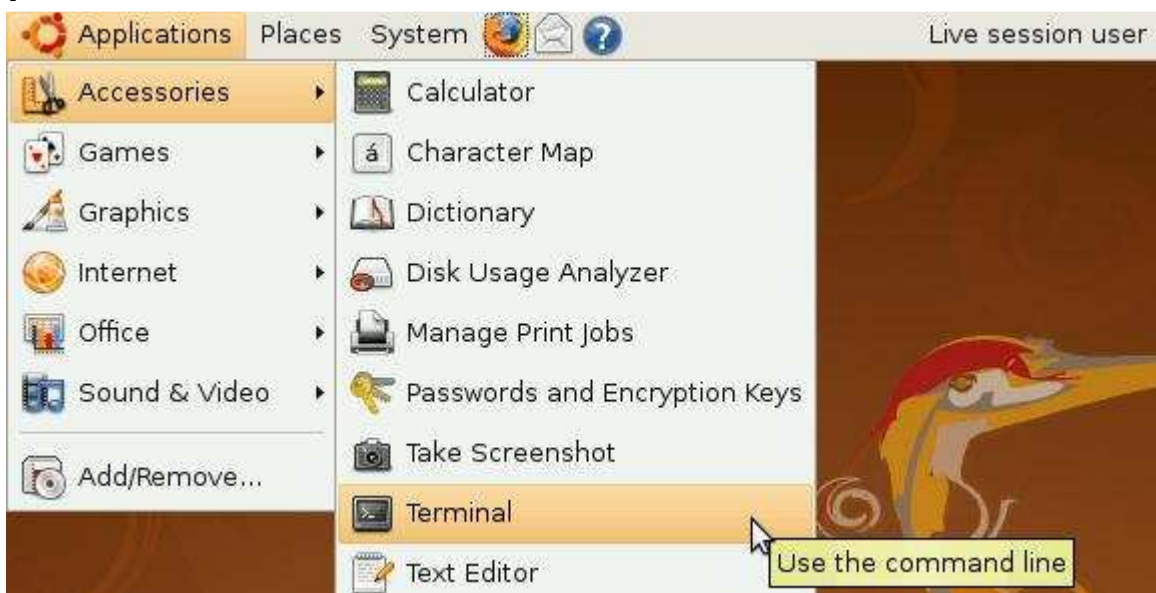 Applications Places System Live session user
Accessories
Games
Graphics
Internet
Office
Sound & Video
Add/Remove...
Calculator
á Character Map
Dictionary
Disk Usage Analyzer
Manage Print Jobs
Passwords and Encryption Keys
Take Screenshot
Terminal
Text Editor
Use the command line